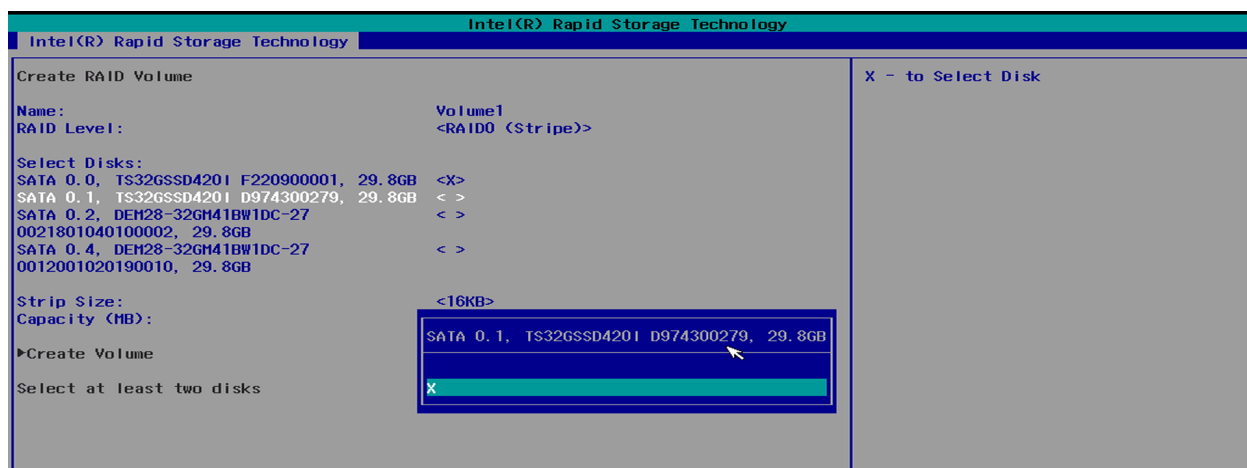 Intel(R) Rapid Storage Technology
Intel(R) Rapid Storage Technology
Create RAID Volume
X - to Select Disk
Name: Volume1
RAID Level: <RAID0 (Stripe)>
Select Disks:
SATA 0.0, TS32GSSD420I F220900001, 29.8GB <X>
SATA 0.1, TS32GSSD420I D974300279, 29.8GB < >
SATA 0.2, DEM28-32GM41BW1DC-27 < >
0021801040100002, 29.8GB
SATA 0.4, DEM28-32GM41BW1DC-27 < >
0012001020190010, 29.8GB
Strip Size: <16KB>
Capacity (MB):
SATA 0.1, TS32GSSD420I D974300279, 29.8GB
X
▶Create Volume
Select at least two disks